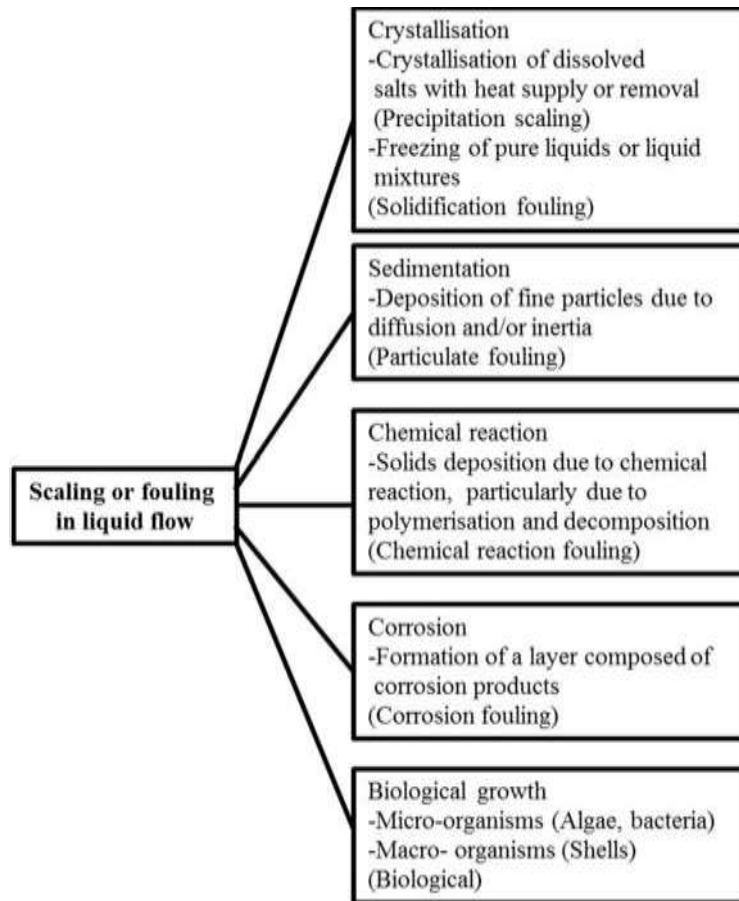 Crystallisation
-Crystallisation of dissolved
salts with heat supply or removal
(Precipitation scaling)
-Freezing of pure liquids or liquid
mixtures
(Solidification fouling)
Sedimentation
-Deposition of fine particles due to
diffusion and/or inertia
(Particulate fouling)
Scaling or fouling
in liquid flow
Chemical reaction
-Solids deposition due to chemical
reaction, particularly due to
polymerisation and decomposition
(Chemical reaction fouling)
Corrosion
-Formation of a layer composed of
corrosion products
(Corrosion fouling)
Biological growth
-Micro-organisms (Algae, bacteria)
-Macro- organisms (Shells)
(Biological)